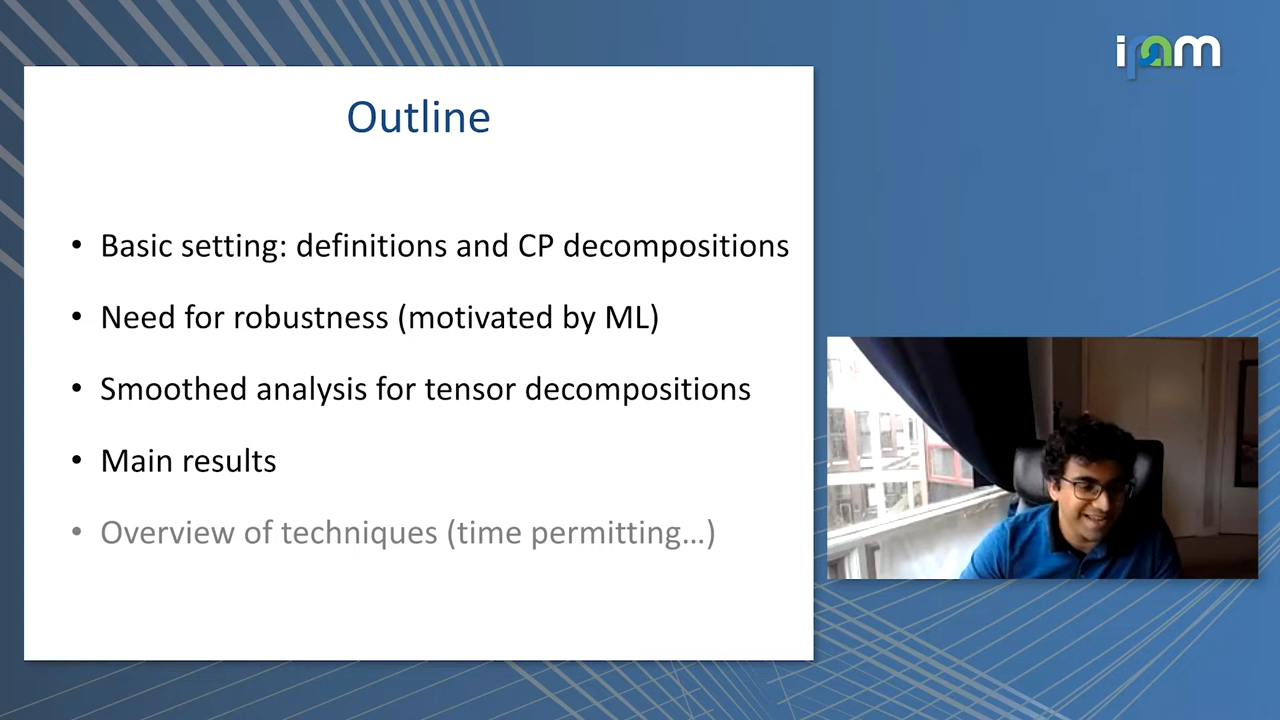 ipam
Outline
• Basic setting: definitions and CP decompositions
• Need for robustness (motivated by ML)
• Smoothed analysis for tensor decompositions
• Main results
• Overview of techniques (time permitting…)